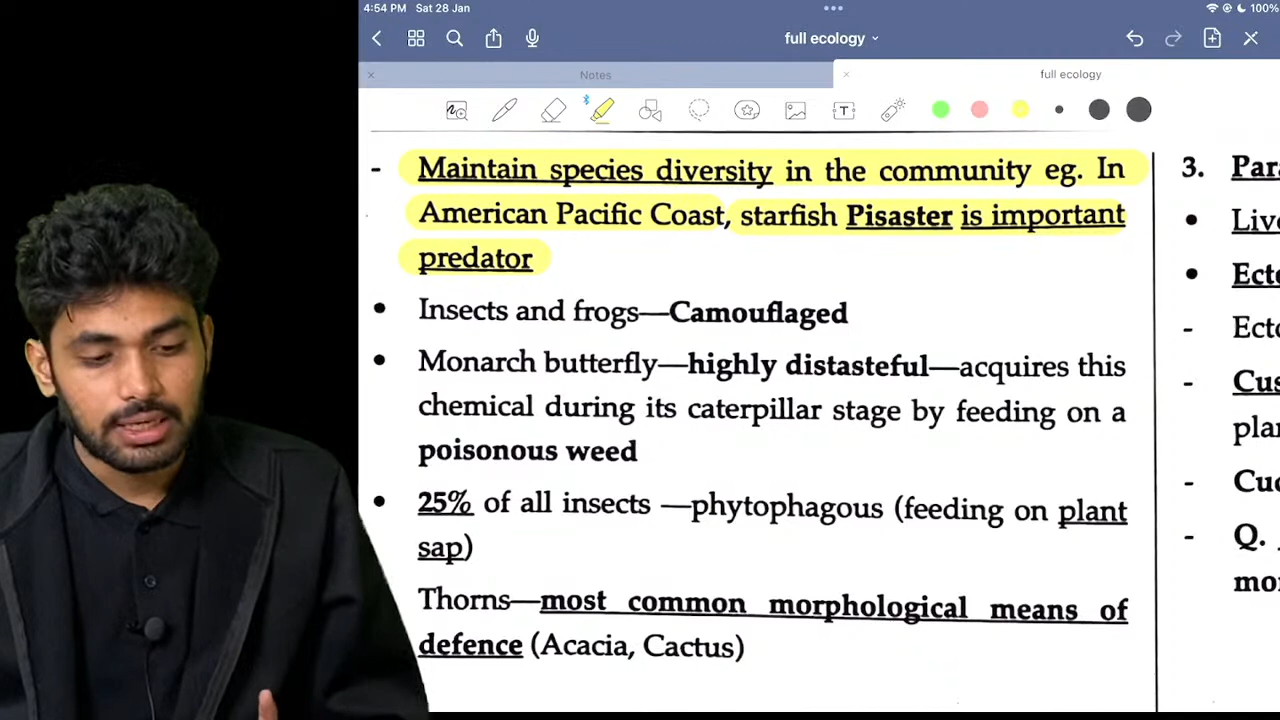 4:54 PM Sat 28 Jan
100%
full ecology
Notes
full ecology
T
- Maintain species diversity in the community eg. In
American Pacific Coast, starfish Pisaster is important
predator
• Insects and frogs—Camouflaged
• Monarch butterfly—highly distasteful—acquires this
chemical during its caterpillar stage by feeding on a
poisonous weed
• 25% of all insects —phytophagous (feeding on plant
sap)
Thorns—most common morphological means of
defence (Acacia, Cactus)
3.
•
•
- Ecto
-
plan
-
- Q.